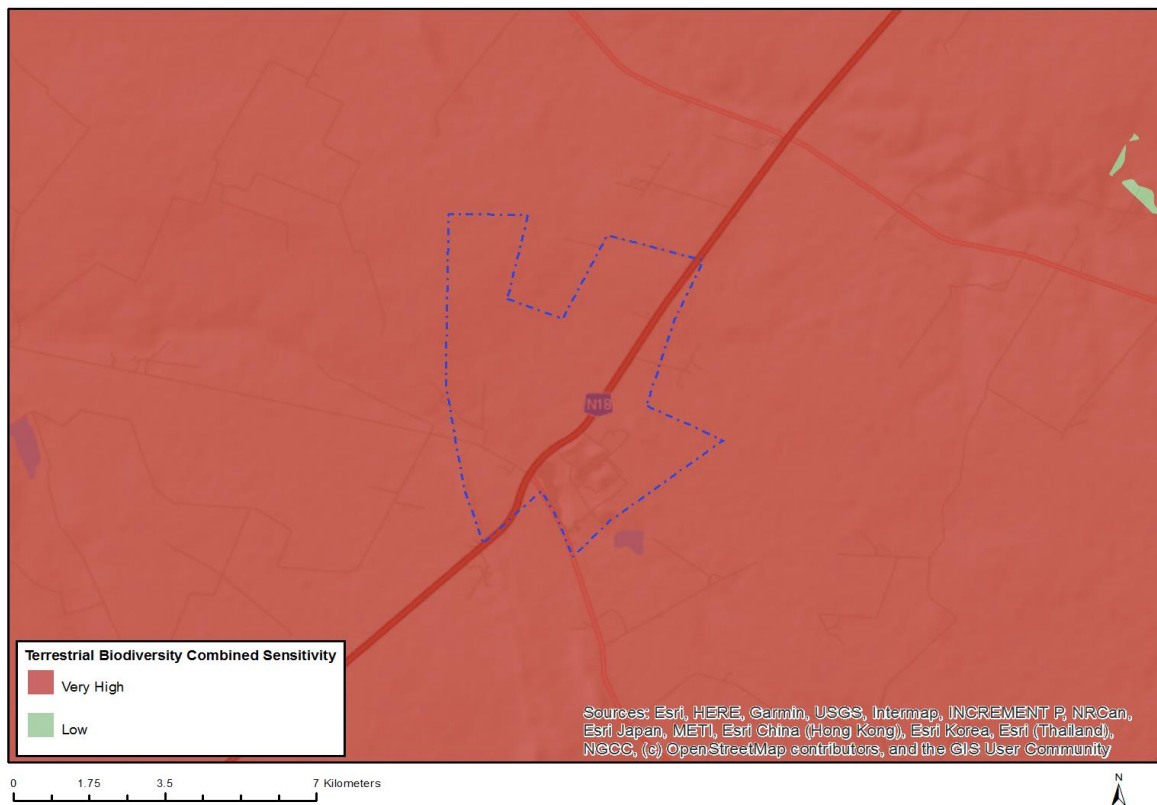 N18
Terrestrial Biodiversity Combined Sensitivity
Very High
Low
Sources: Esri, HERE, Garmin, USGS, Intermap, INCREMENT P, NRCan,
Esri Japan, METI, Esri China (Hong Kong), Esri Korea, Esri (Thailand),
NGCC, (c) OpenStreetMap contributors, and the GIS User Community
0 1.75 3.5 7 Kilometers
N